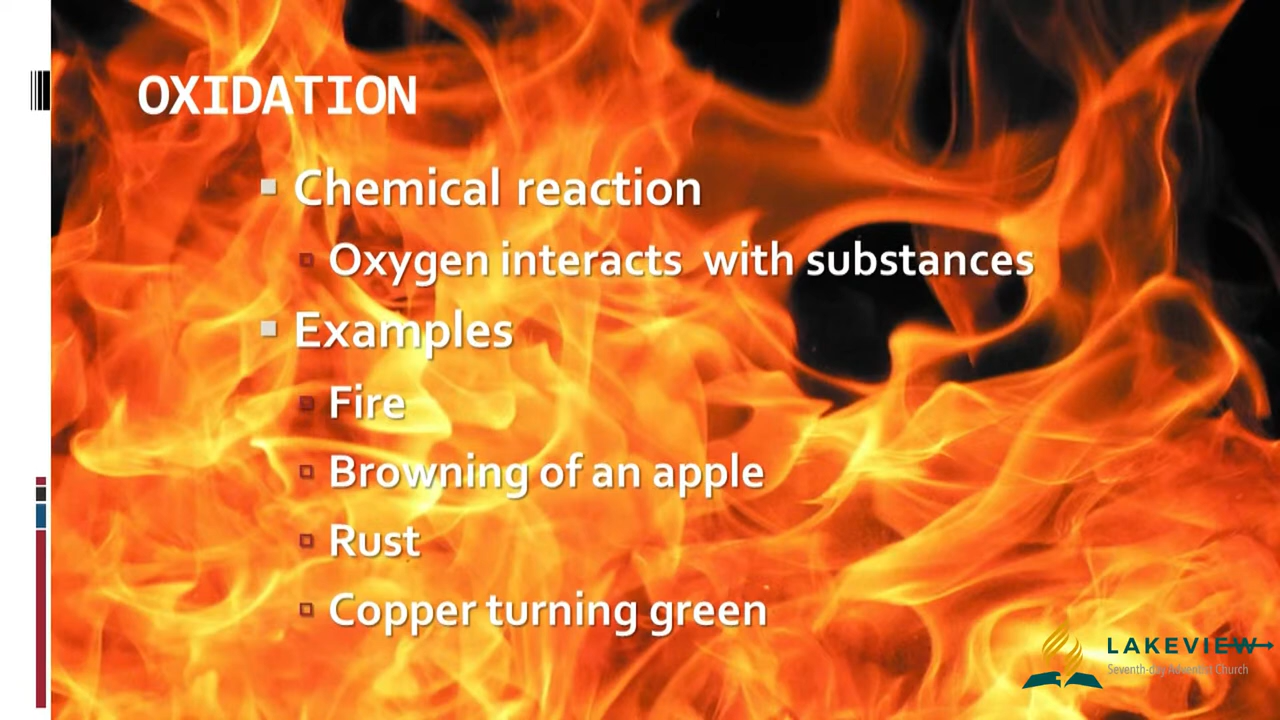 OXIDATION
Chemical reaction
Oxygen interacts with substances
Examples
Fire
Browning of an apple
Rust
Copper turning green
LAKEVIEW
Seventh-day Adventist Church